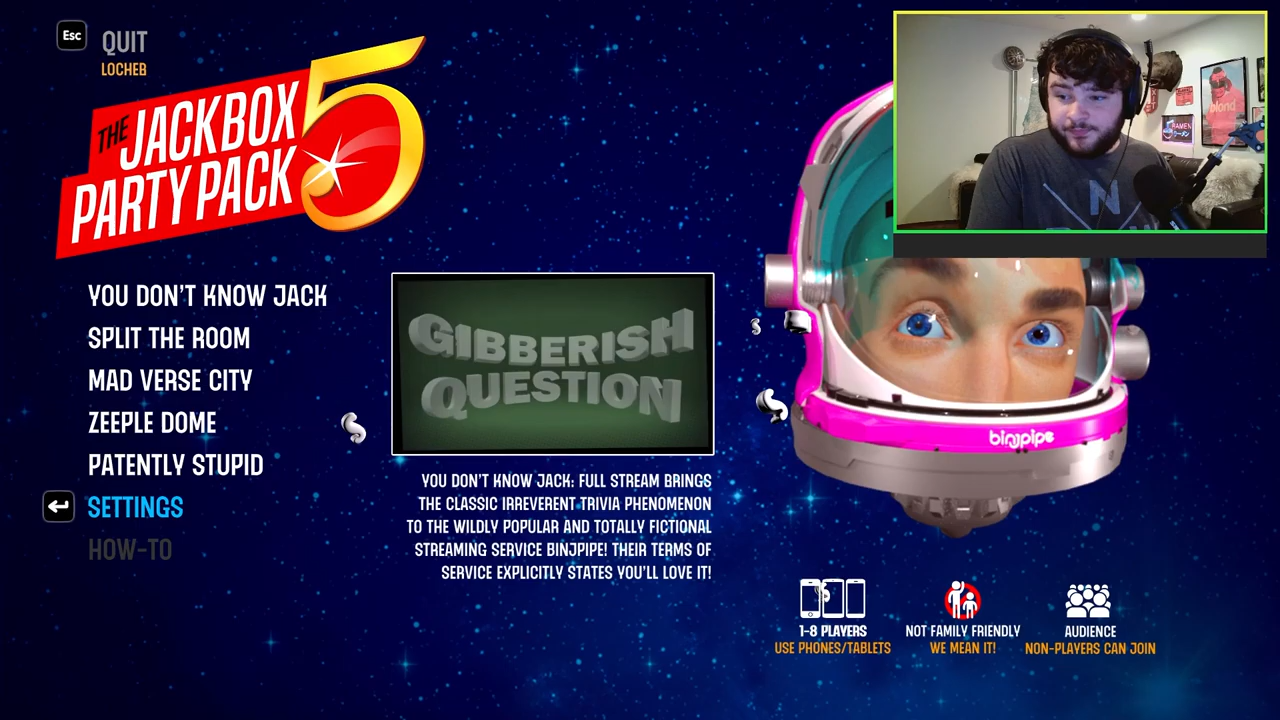 Esc
QUIT
LOCHEB
THE JACKBOX
PARTY PACK
5
YOU DON'T KNOW JACK
SPLIT THE ROOM
MAD VERSE CITY
ZEEPLE DOME
PATENTLY STUPID
SETTINGS
HOW-TO
GIBBERISH
QUESTION
YOU DON'T KNOW JACK: FULL STREAM BRINGS
THE CLASSIC IRREVERENT TRIVIA PHENOMENON
TO THE WILDLY POPULAR AND TOTALLY FICTIONAL
STREAMING SERVICE BINJPIPE! THEIR TERMS OF
SERVICE EXPLICITLY STATES YOU'LL LOVE IT!
blond
RAMEN
N
binjpipe
1-8 PLAYERS
USE PHONES/TABLETS
NOT FAMILY FRIENDLY
WE MEAN IT!
AUDIENCE
NON-PLAYERS CAN JOIN